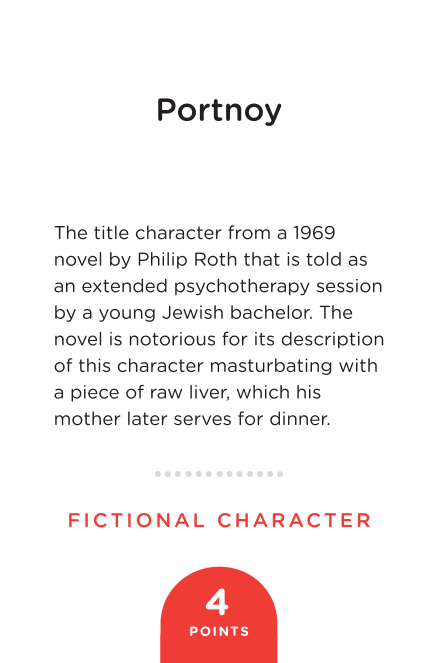 Portnoy
The title character from a 1969
novel by Philip Roth that is told as
an extended psychotherapy session
by a young Jewish bachelor. The
novel is notorious for its description
of this character masturbating with
a piece of raw liver, which his
mother later serves for dinner.
FICTIONAL CHARACTER
4
POINTS